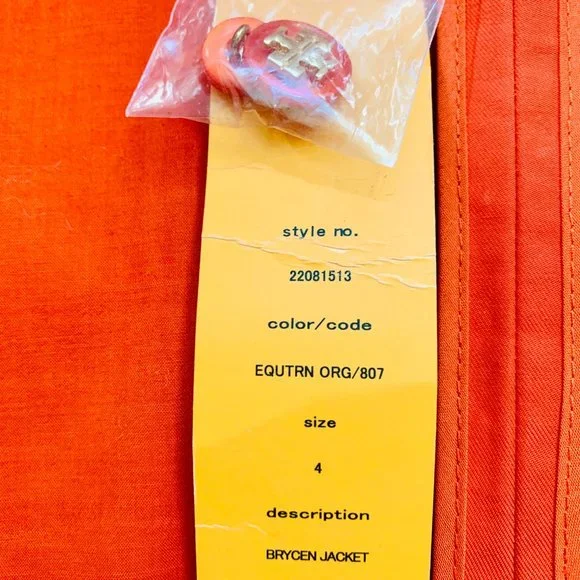 style no.
22081513
color/code
EQUTRN ORG/807
size
4
description
BRYCEN JACKET